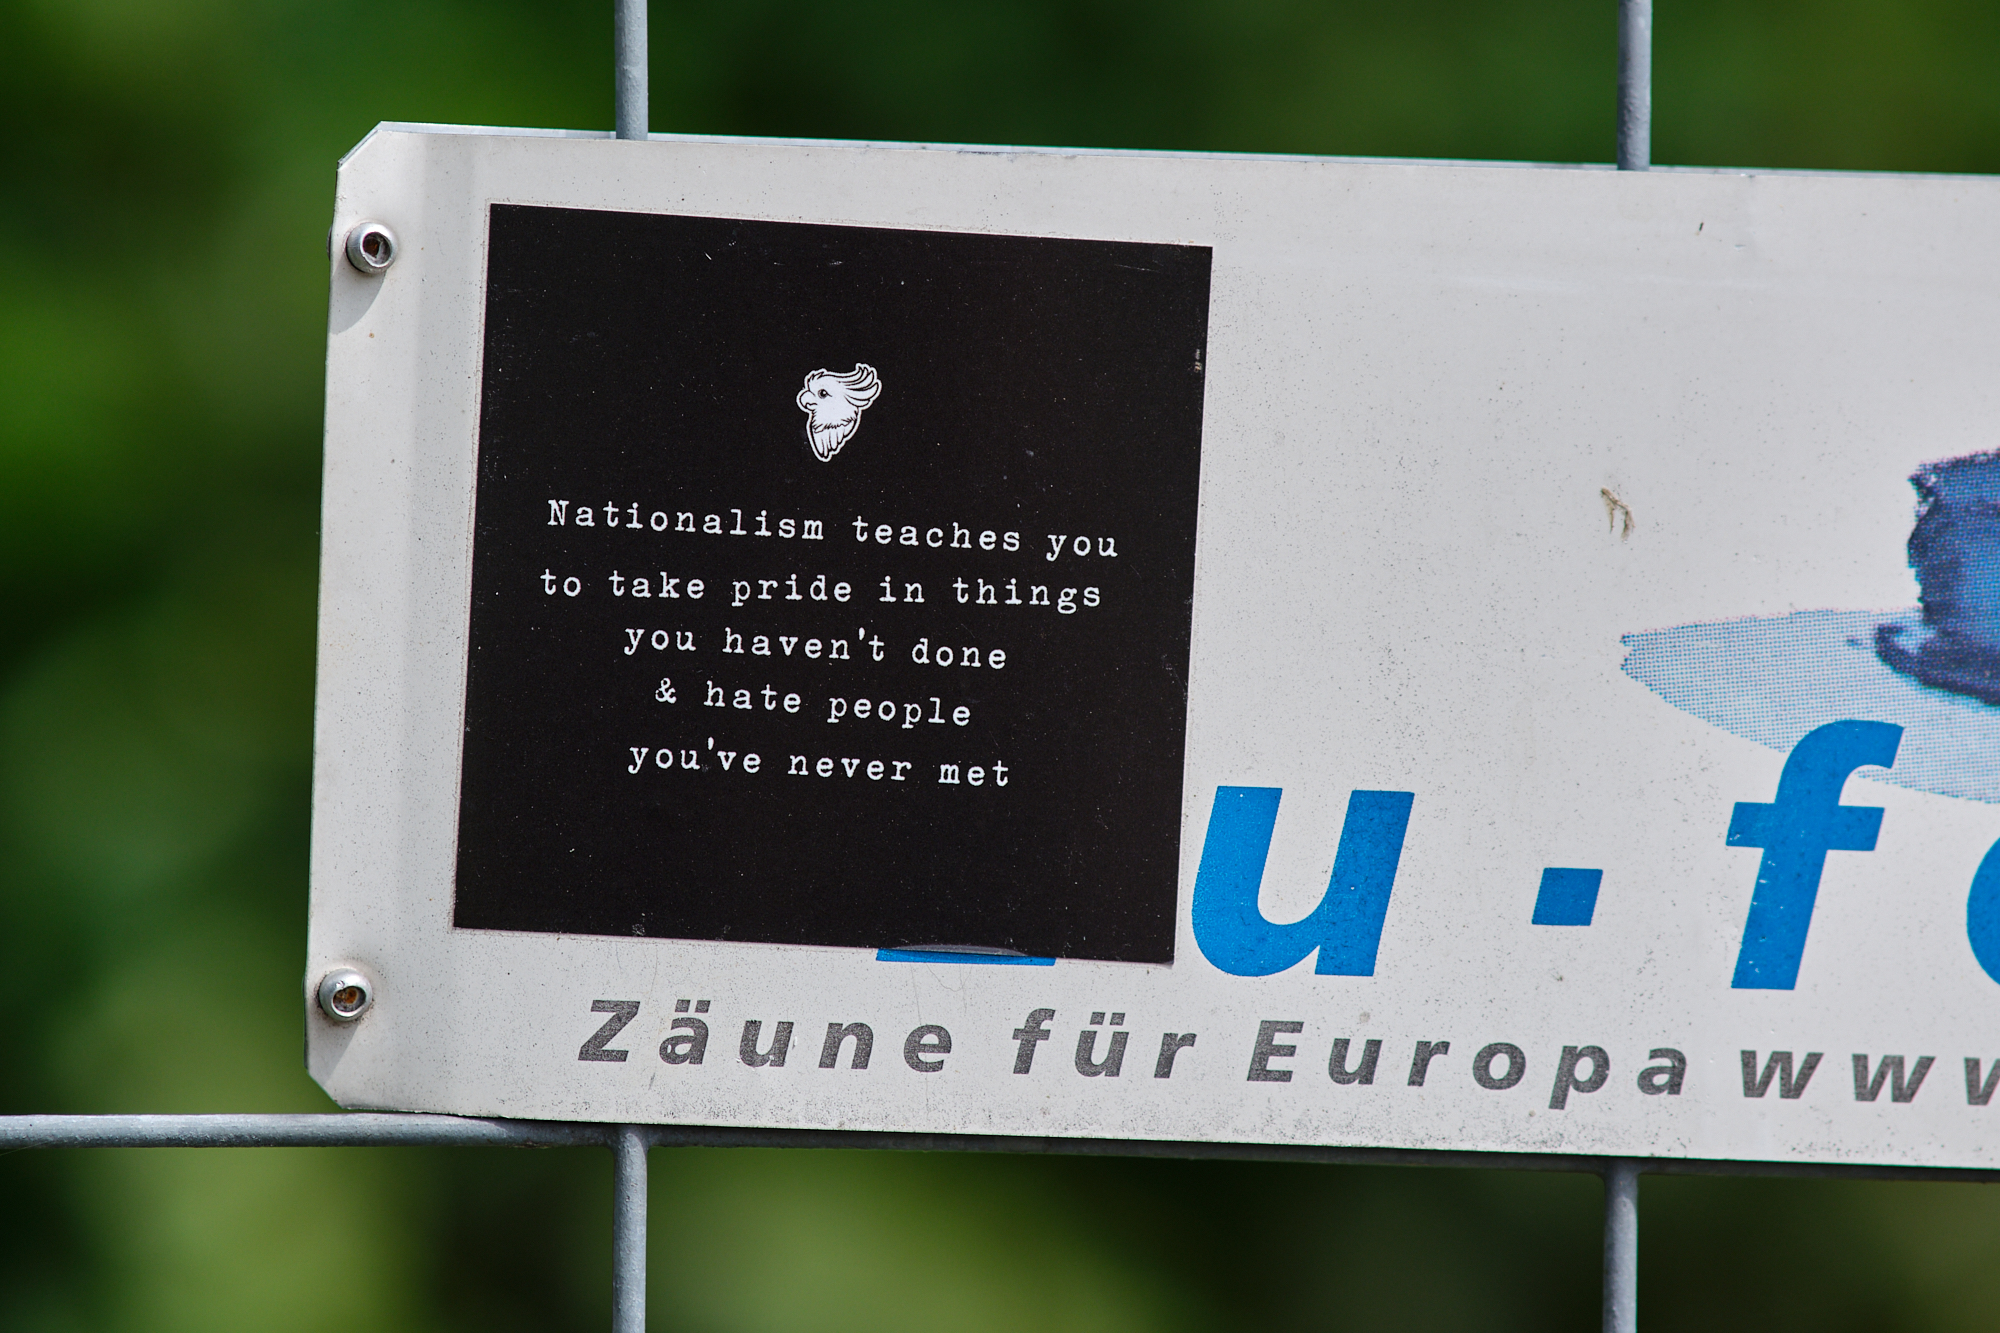 Nationalism teaches you
to take pride in things
you haven't done
& hate people
you've never met
u · f
Zäune für Europa www